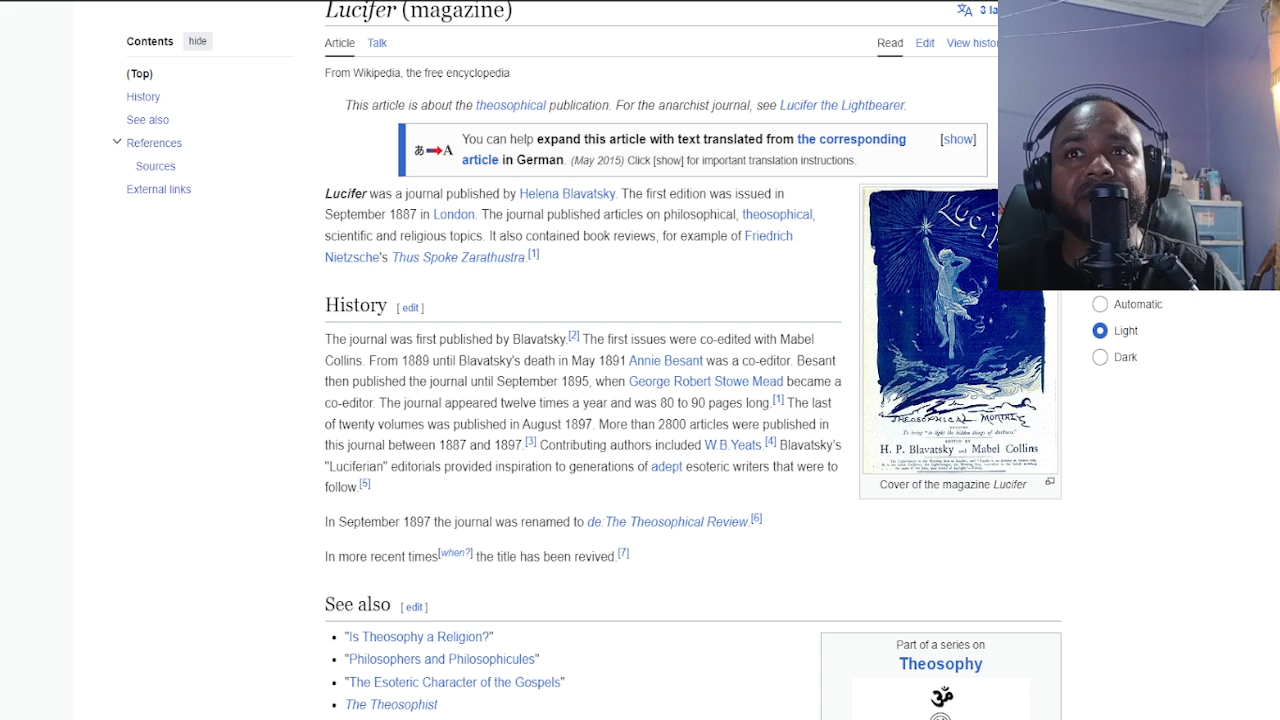 Lucifer (magazine)
3 la
Contents hide
(Top)
History
See also
References
Sources
External links
Article Talk
Read Edit View histor
From Wikipedia, the free encyclopedia
This article is about the theosophical publication. For the anarchist journal, see Lucifer the Lightbearer.
You can help expand this article with text translated from the corresponding [show]
article in German. (May 2015) Click [show] for important translation instructions.
Lucifer was a journal published by Helena Blavatsky. The first edition was issued in
September 1887 in London. The journal published articles on philosophical, theosophical,
scientific and religious topics. It also contained book reviews, for example of Friedrich
Nietzsche's Thus Spoke Zarathustra.[1]
History [ edit ]
The journal was first published by Blavatsky.[2] The first issues were co-edited with Mabel
Collins. From 1889 until Blavatsky's death in May 1891 Annie Besant was a co-editor. Besant
then published the journal until September 1895, when George Robert Stowe Mead became a
co-editor. The journal appeared twelve times a year and was 80 to 90 pages long.[1] The last
of twenty volumes was published in August 1897. More than 2800 articles were published in
this journal between 1887 and 1897.[3] Contributing authors included W.B.Yeats.[4] Blavatsky's
"Luciferian" editorials provided inspiration to generations of adept esoteric writers that were to
follow.[5]
In September 1897 the journal was renamed to de:The Theosophical Review.[6]
In more recent times[when?] the title has been revived.[7]
THEOSOPHICAL MONTHLY
H. P. Blavatsky and Mabel Collins
Cover of the magazine Lucifer
Automatic
Light
Dark
See also [ edit ]
• "Is Theosophy a Religion?"
• "Philosophers and Philosophicules"
• "The Esoteric Character of the Gospels"
• The Theosophist
Part of a series on
Theosophy